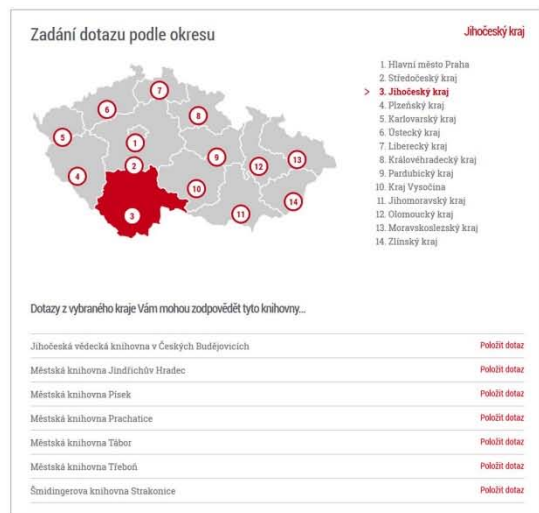 Zadání dotazu podle okresu
Jihočeský kraj
1. Hlavní město Praha
2. Středočeský kraj
> 3. Jihočeský kraj
4. Plzeňský kraj
5. Karlovarský kraj
6. Ústecký kraj
7. Liberecký kraj
8. Královéhradecký kraj
9. Pardubický kraj
10. Kraj Vysočina
11. Jihomoravský kraj
12. Olomoucký kraj
13. Moravskoslezský kraj
14. Zlínský kraj
7
6
8
5
1
9
13
2
12
4
10
14
3
11
Dotazy z vybraného kraje Vám mohou zodpovědět tyto knihovny...
Jihočeská vědecká knihovna v Českých Budějovicích Položit dotaz
Městská knihovna Jindřichův Hradec Položit dotaz
Městská knihovna Písek Položit dotaz
Městská knihovna Prachatice Položit dotaz
Městská knihovna Tábor Položit dotaz
Městská knihovna Třeboň Položit dotaz
Šmidingerova knihovna Strakonice Položit dotaz